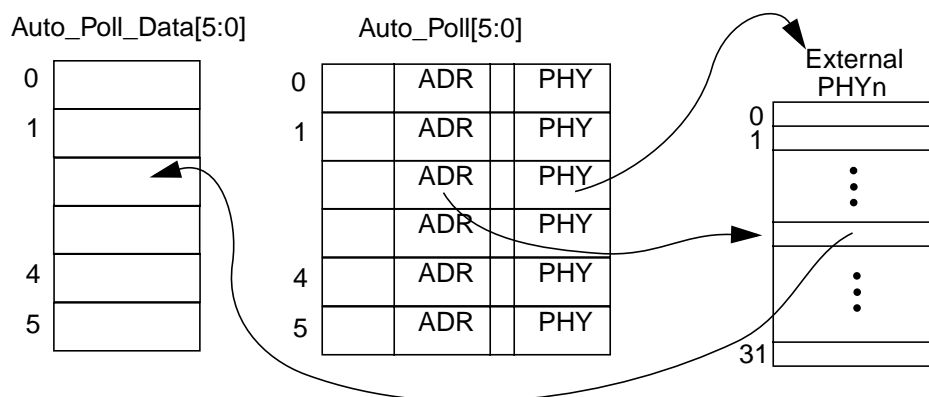 Auto_Poll_Data[5:0]
Auto_Poll[5:0]
External
PHYn
0
1
4
5
0
ADR PHY
1
ADR PHY
ADR PHY
ADR PHY
4
ADR PHY
5
ADR PHY
0
1
31